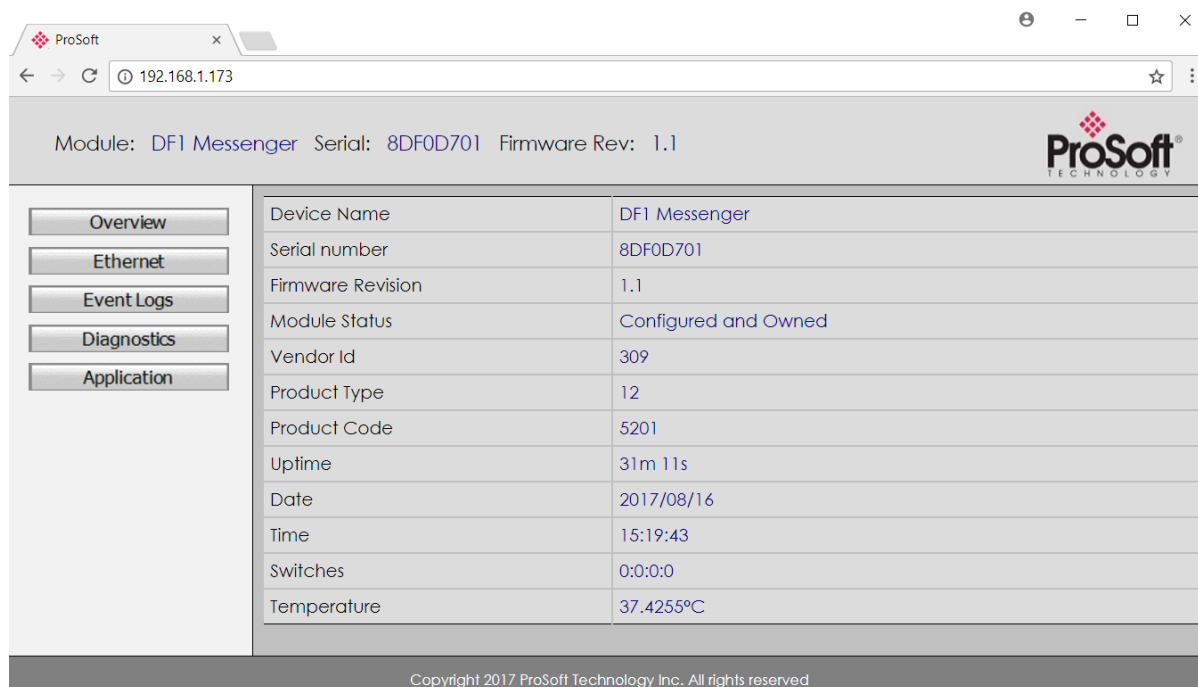 ProSoft
192.168.1.173
Module: DF1 Messenger Serial: 8DF0D701 Firmware Rev: 1.1
ProSoft®
TECHNOLOGY
Overview
Ethernet
Event Logs
Diagnostics
Application
Device Name DF1 Messenger
Serial number 8DF0D701
Firmware Revision 1.1
Module Status Configured and Owned
Vendor Id 309
Product Type 12
Product Code 5201
Uptime 31m 11s
Date 2017/08/16
Time 15:19:43
Switches 0:0:0:0
Temperature 37.4255ºC
Copyright 2017 ProSoft Technology Inc. All rights reserved